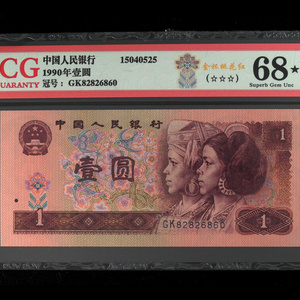 CG
GUARANTY
中国人民银行
1990年壹圆
冠号: GK82826860
15040525
(☆☆☆)
68★
Superb Gem Unc
中国人民银行
壹圆
1
1
GK82826860